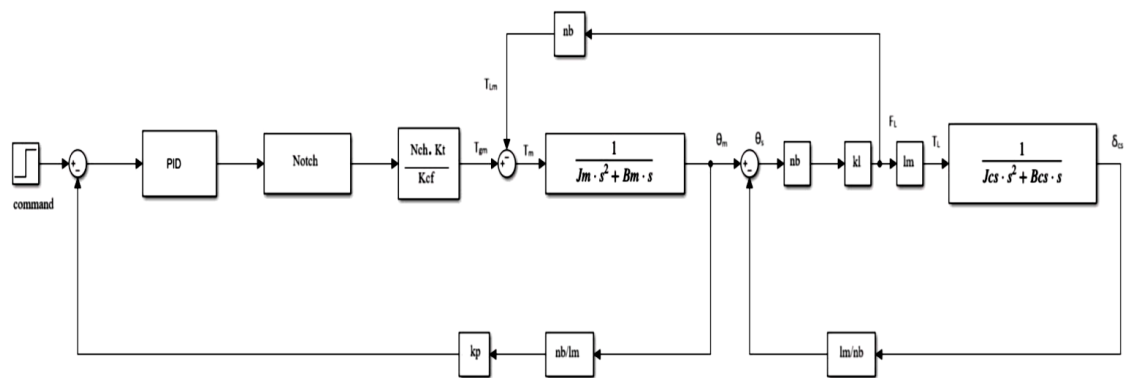 nb
T_Lm
F_L
command
PID
Notch
Nch. Kt
Kcf
T_gm
T_m
1
Jm · s² + Bm · s
θ_m
θ_s
nb
kl
lm
T_L
1
Jcs · s² + Bcs · s
δ_cs
kp
nb/lm
lm/nb